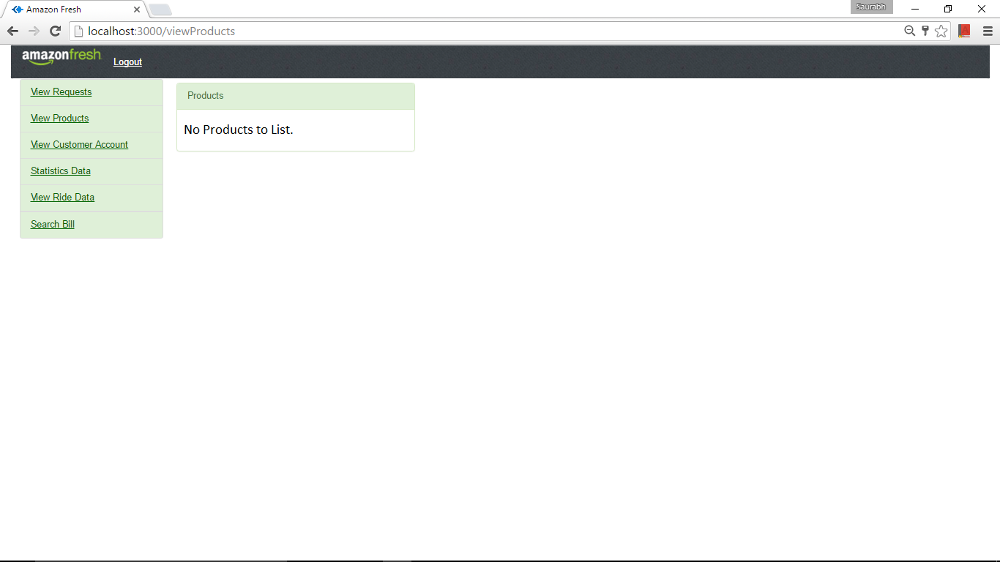 Amazon Fresh
Saurabh
localhost:3000/viewProducts
amazonfresh
Logout
View Requests
View Products
View Customer Account
Statistics Data
View Ride Data
Search Bill
Products
No Products to List.